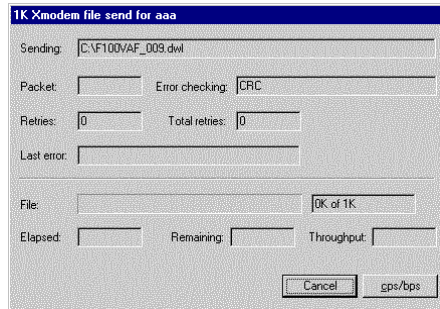 1K Xmodem file send for aaa
Sending: C:\F100VAF_009.dwl
Packet: Error checking: CRC
Retries: 0 Total retries: 0
Last error:
File: 0K of 1K
Elapsed: Remaining: Throughput:
Cancel cps/bps